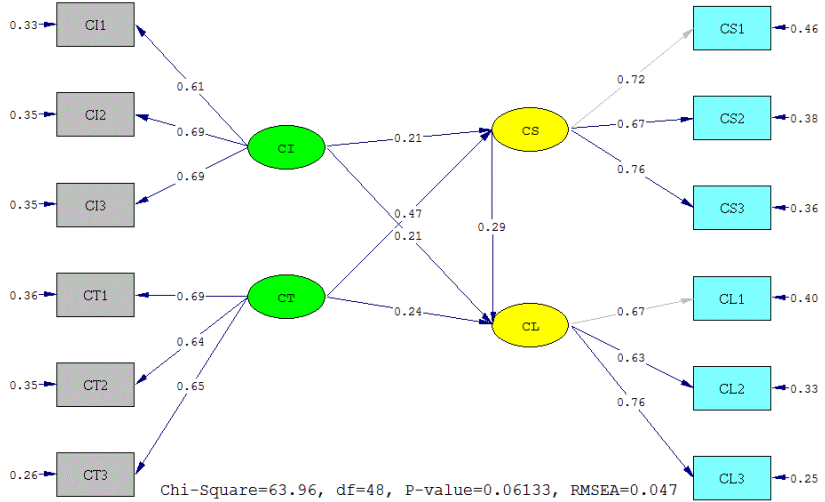 0.33 CI1 CS1 0.46
0.61 0.72
0.35 CI2 0.69 CI 0.21 CS 0.67 CS2 0.38
0.35 CI3 0.69 0.76 CS3 0.36
0.47
0.21 0.29
0.36 CT1 0.69 CT 0.24 CL 0.67 CL1 0.40
0.35 CT2 0.64 0.63 CL2 0.33
0.65 0.76
0.26 CT3 CL3 0.25
Chi-Square=63.96, df=48, P-value=0.06133, RMSEA=0.047